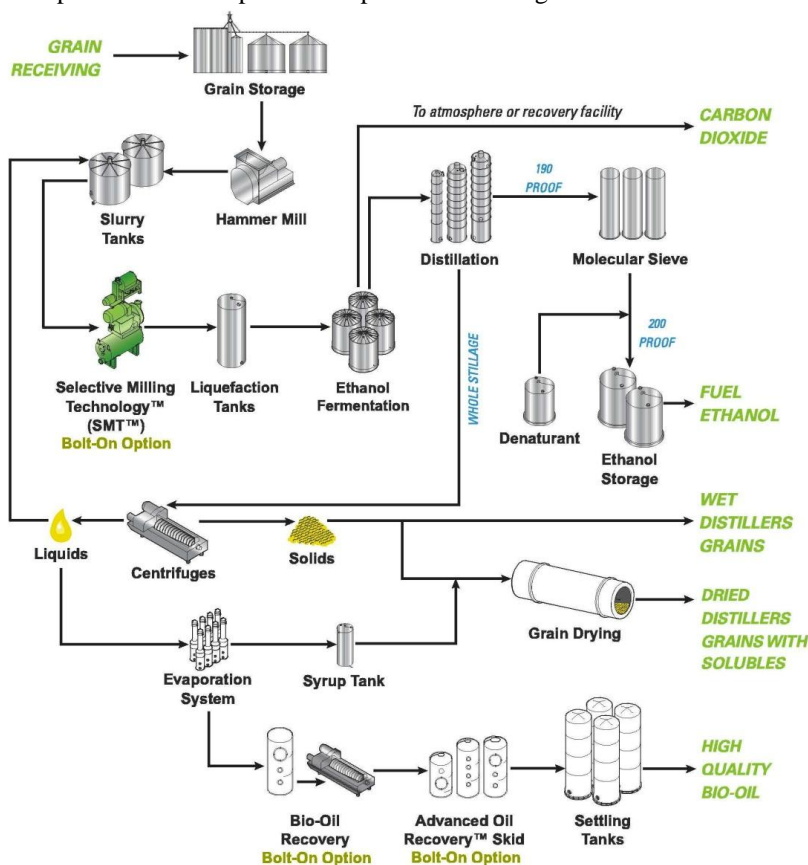 GRAIN
RECEIVING
Grain Storage
To atmosphere or recovery facility
CARBON
DIOXIDE
190
PROOF
Slurry
Tanks
Hammer Mill
Distillation
Molecular Sieve
WHOLE STILLAGE
200
PROOF
Selective Milling
Technology™
(SMT™)
Bolt-On Option
Liquefaction
Tanks
Ethanol
Fermentation
Denaturant
Ethanol
Storage
FUEL
ETHANOL
Liquids
Centrifuges
Solids
WET
DISTILLERS
GRAINS
Grain Drying
DRIED
DISTILLERS
GRAINS WITH
SOLUBLES
Evaporation
System
Syrup Tank
Bio-Oil
Recovery
Bolt-On Option
Advanced Oil
Recovery™ Skid
Bolt-On Option
Settling
Tanks
HIGH
QUALITY
BIO-OIL